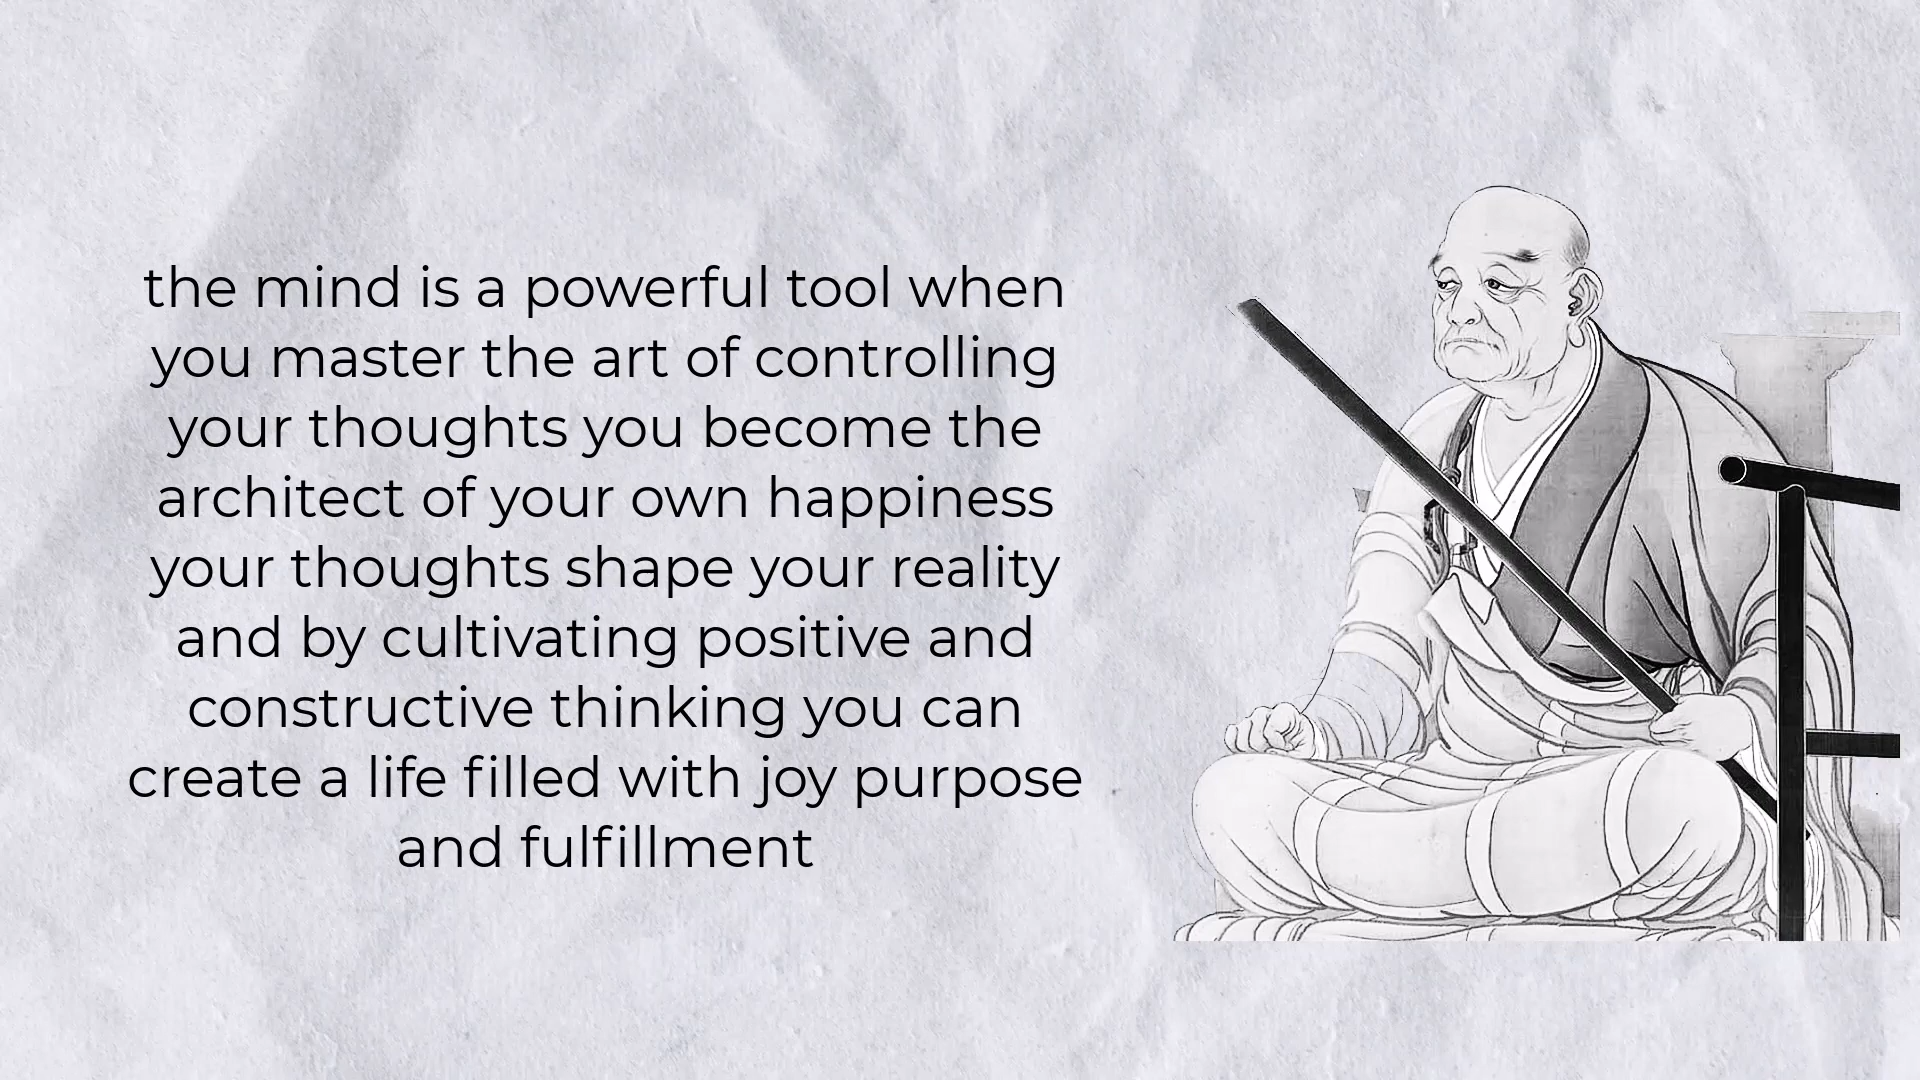 the mind is a powerful tool when
you master the art of controlling
your thoughts you become the
architect of your own happiness
your thoughts shape your reality
and by cultivating positive and
constructive thinking you can
create a life filled with joy purpose
and fulfillment